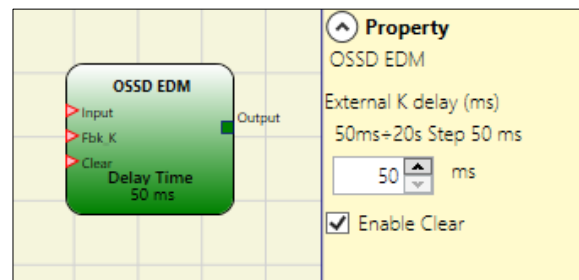 OSSD EDM
Input
Fbk_K
Clear
Output
Delay Time
50 ms
Property
OSSD EDM
External K delay (ms)
50ms÷20s Step 50 ms
50 ms
Enable Clear